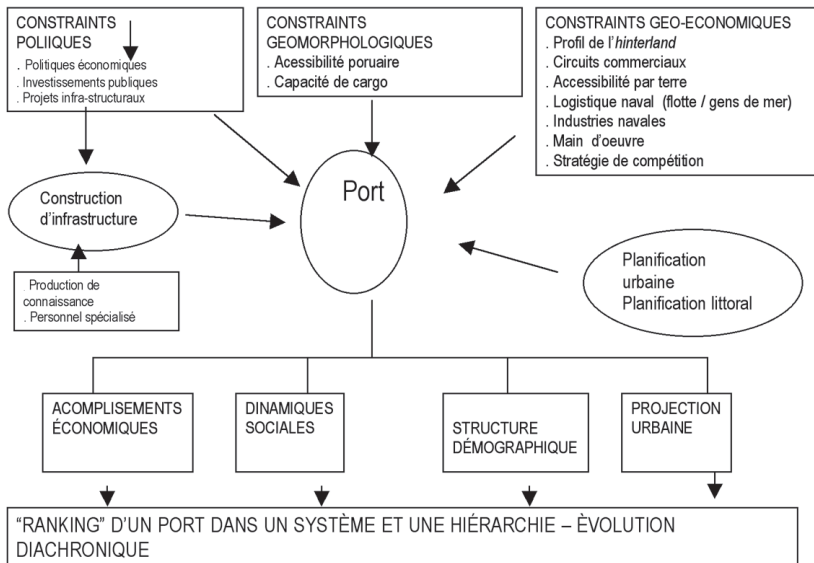 CONSTRAINTS
POLIIQUES
. Politiques économiques
. Investissements publiques
. Projets infra-structuraux
CONSTRAINTS
GEOMORPHOLOGIQUES
. Acessibilité poruaire
. Capacité de cargo
CONSTRAINTS GEO-ECONOMIQUES
. Profil de l'hinterland
. Circuits commerciaux
. Accessibilité par terre
. Logistique naval (flotte / gens de mer)
. Industries navales
. Main d'oeuvre
. Stratégie de compétition
Port
Construction
d'infrastructure
. Production de
connaissance
. Personnel spécialisé
Planification
urbaine
Planification littoral
ACOMPLISEMENTS
ÉCONOMIQUES
DINAMIQUES
SOCIALES
STRUCTURE
DÉMOGRAPHIQUE
PROJECTION
URBAINE
“RANKING” D'UN PORT DANS UN SYSTÈME ET UNE HIÉRARCHIE – ÈVOLUTION
DIACHRONIQUE